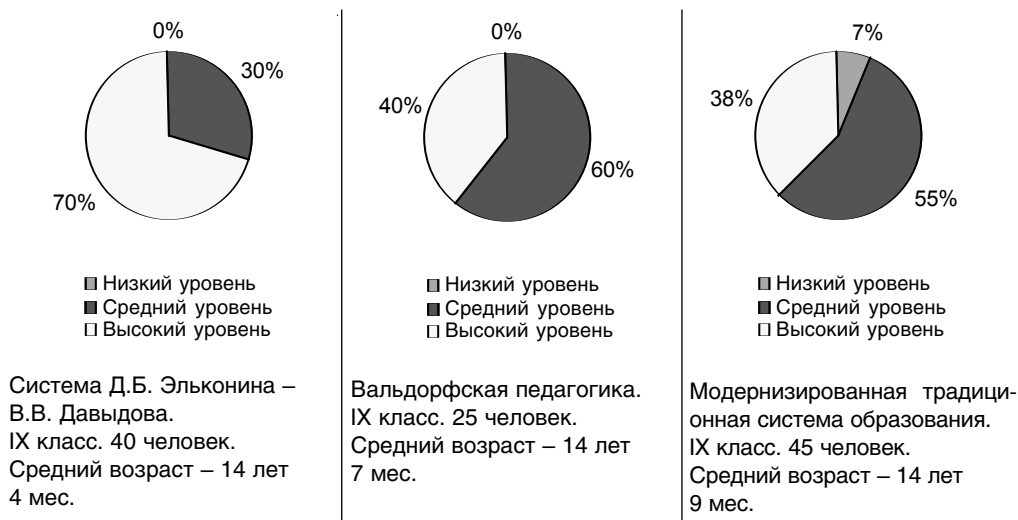 0%
30%
70%
Низкий уровень
Средний уровень
Высокий уровень
Система Д.Б. Эльконина –
В.В. Давыдова.
IX класс. 40 человек.
Средний возраст – 14 лет
4 мес.
0%
40%
60%
Низкий уровень
Средний уровень
Высокий уровень
Вальдорфская педагогика.
IX класс. 25 человек.
Средний возраст – 14 лет
7 мес.
7%
38%
55%
Низкий уровень
Средний уровень
Высокий уровень
Модернизированная традици-
онная система образования.
IX класс. 45 человек.
Средний возраст – 14 лет
9 мес.